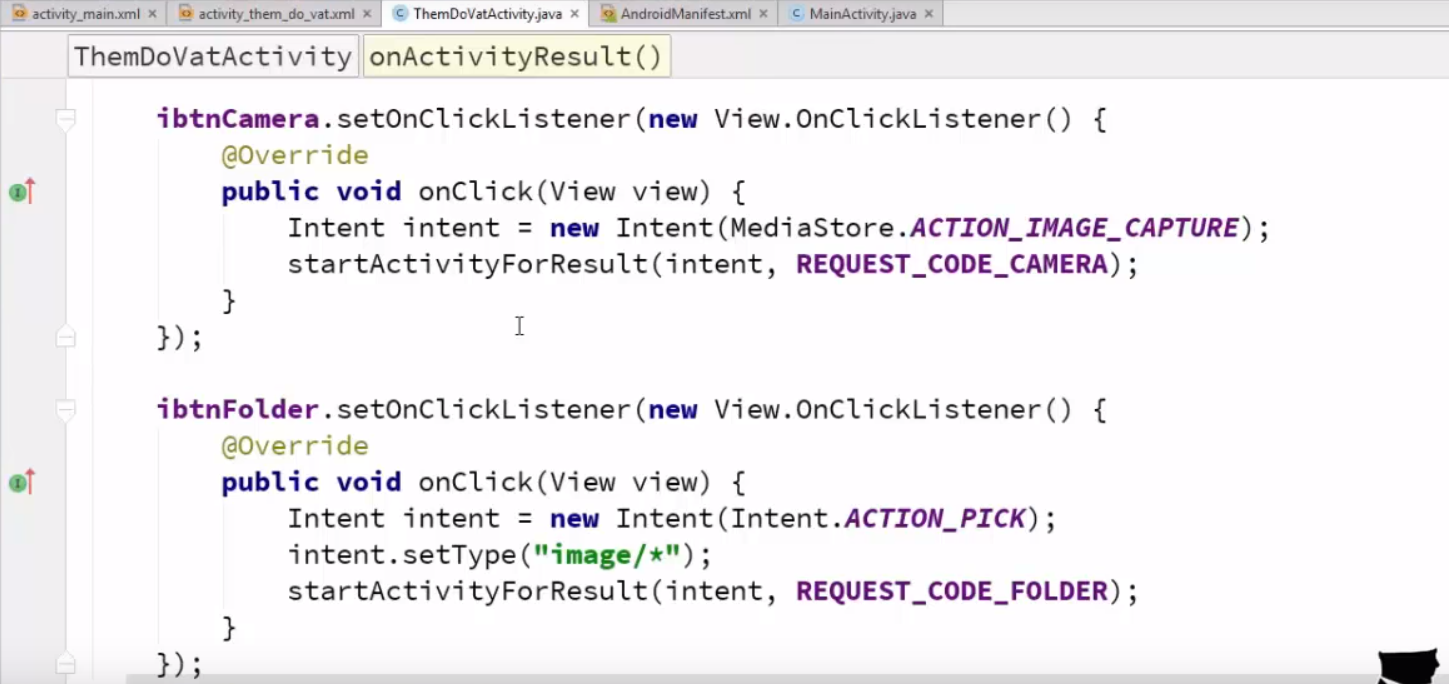 activity_main.xml × activity_them_do_vat.xml × ThemDoVatActivity.java × AndroidManifest.xml × MainActivity.java ×
ThemDoVatActivity onActivityResult()
ibtnCamera.setOnClickListener(new View.OnClickListener() {
@Override
public void onClick(View view) {
Intent intent = new Intent(MediaStore.ACTION_IMAGE_CAPTURE);
startActivityForResult(intent, REQUEST_CODE_CAMERA);
}
});
ibtnFolder.setOnClickListener(new View.OnClickListener() {
@Override
public void onClick(View view) {
Intent intent = new Intent(Intent.ACTION_PICK);
intent.setType("image/*");
startActivityForResult(intent, REQUEST_CODE_FOLDER);
}
});